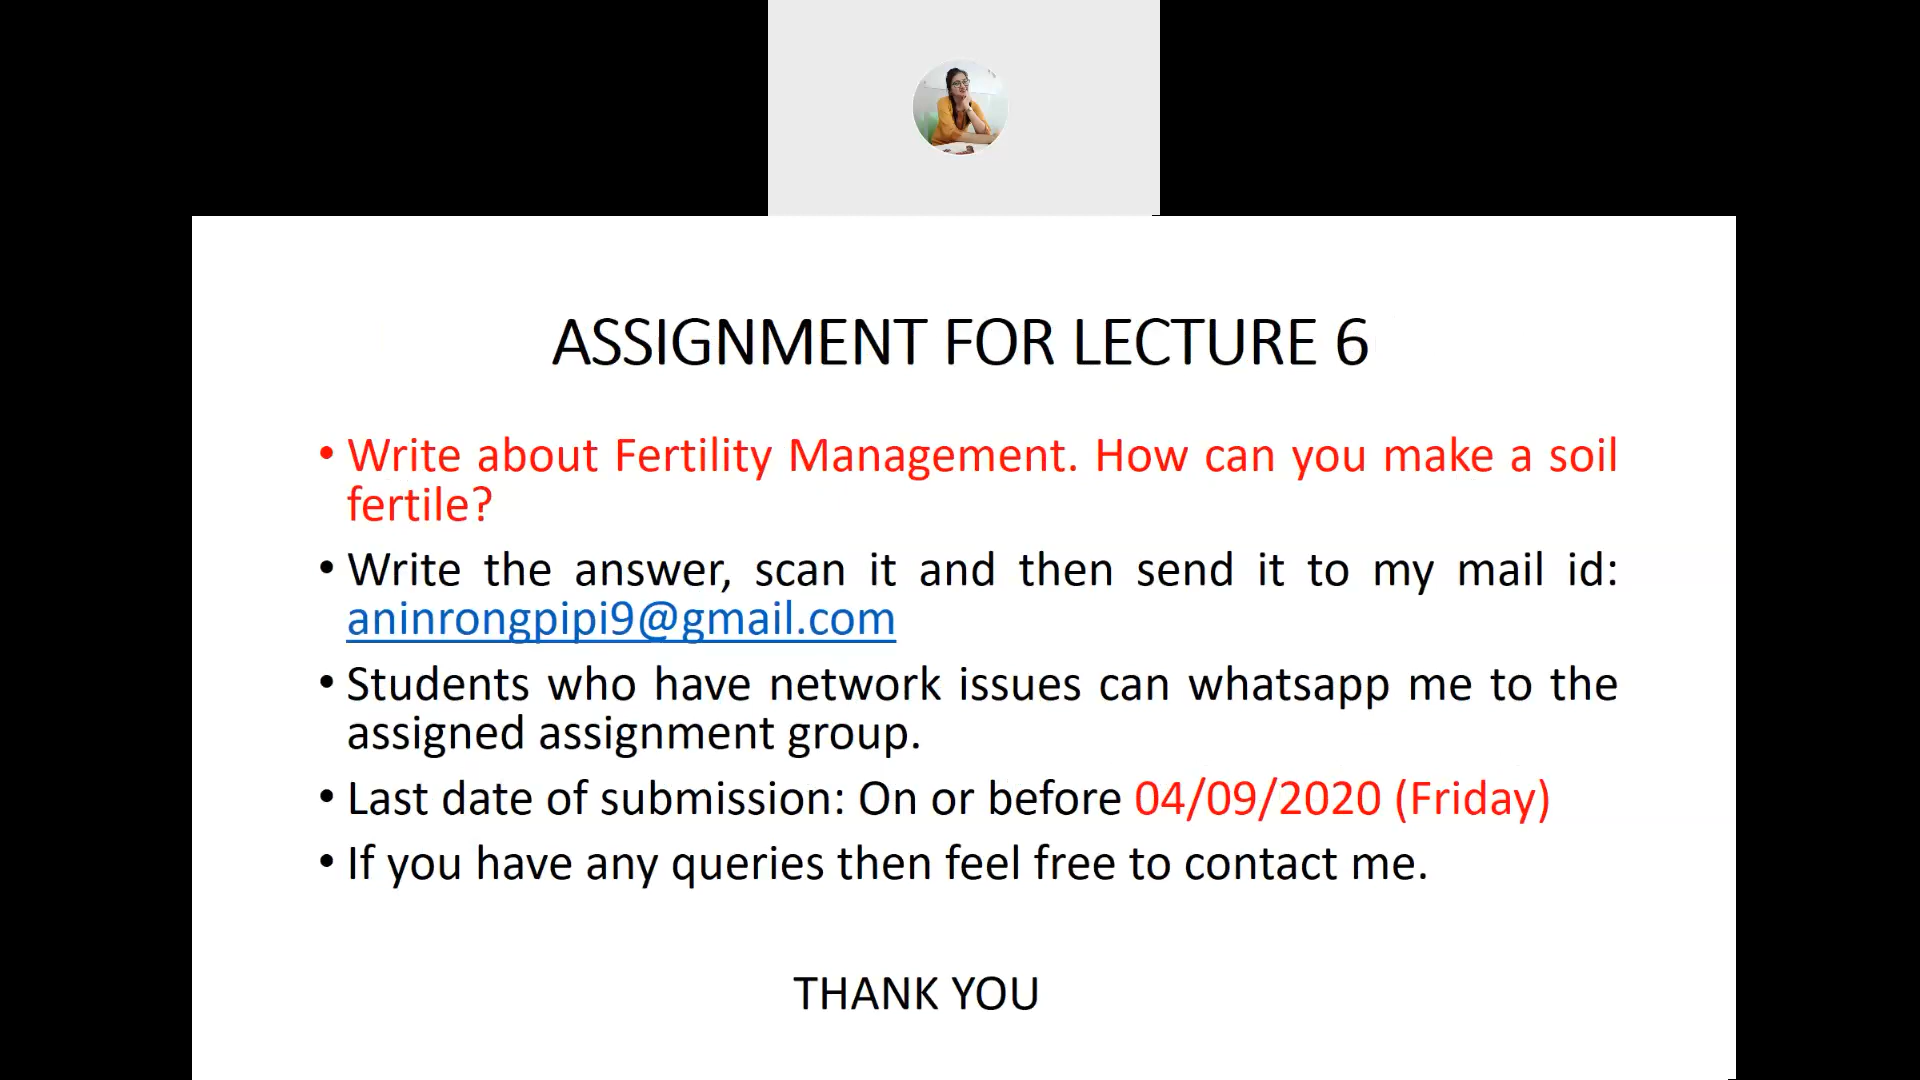 ASSIGNMENT FOR LECTURE 6
• Write about Fertility Management. How can you make a soil
fertile?
• Write the answer, scan it and then send it to my mail id:
aninrongpipi9@gmail.com
• Students who have network issues can whatsapp me to the
assigned assignment group.
• Last date of submission: On or before 04/09/2020 (Friday)
• If you have any queries then feel free to contact me.
THANK YOU